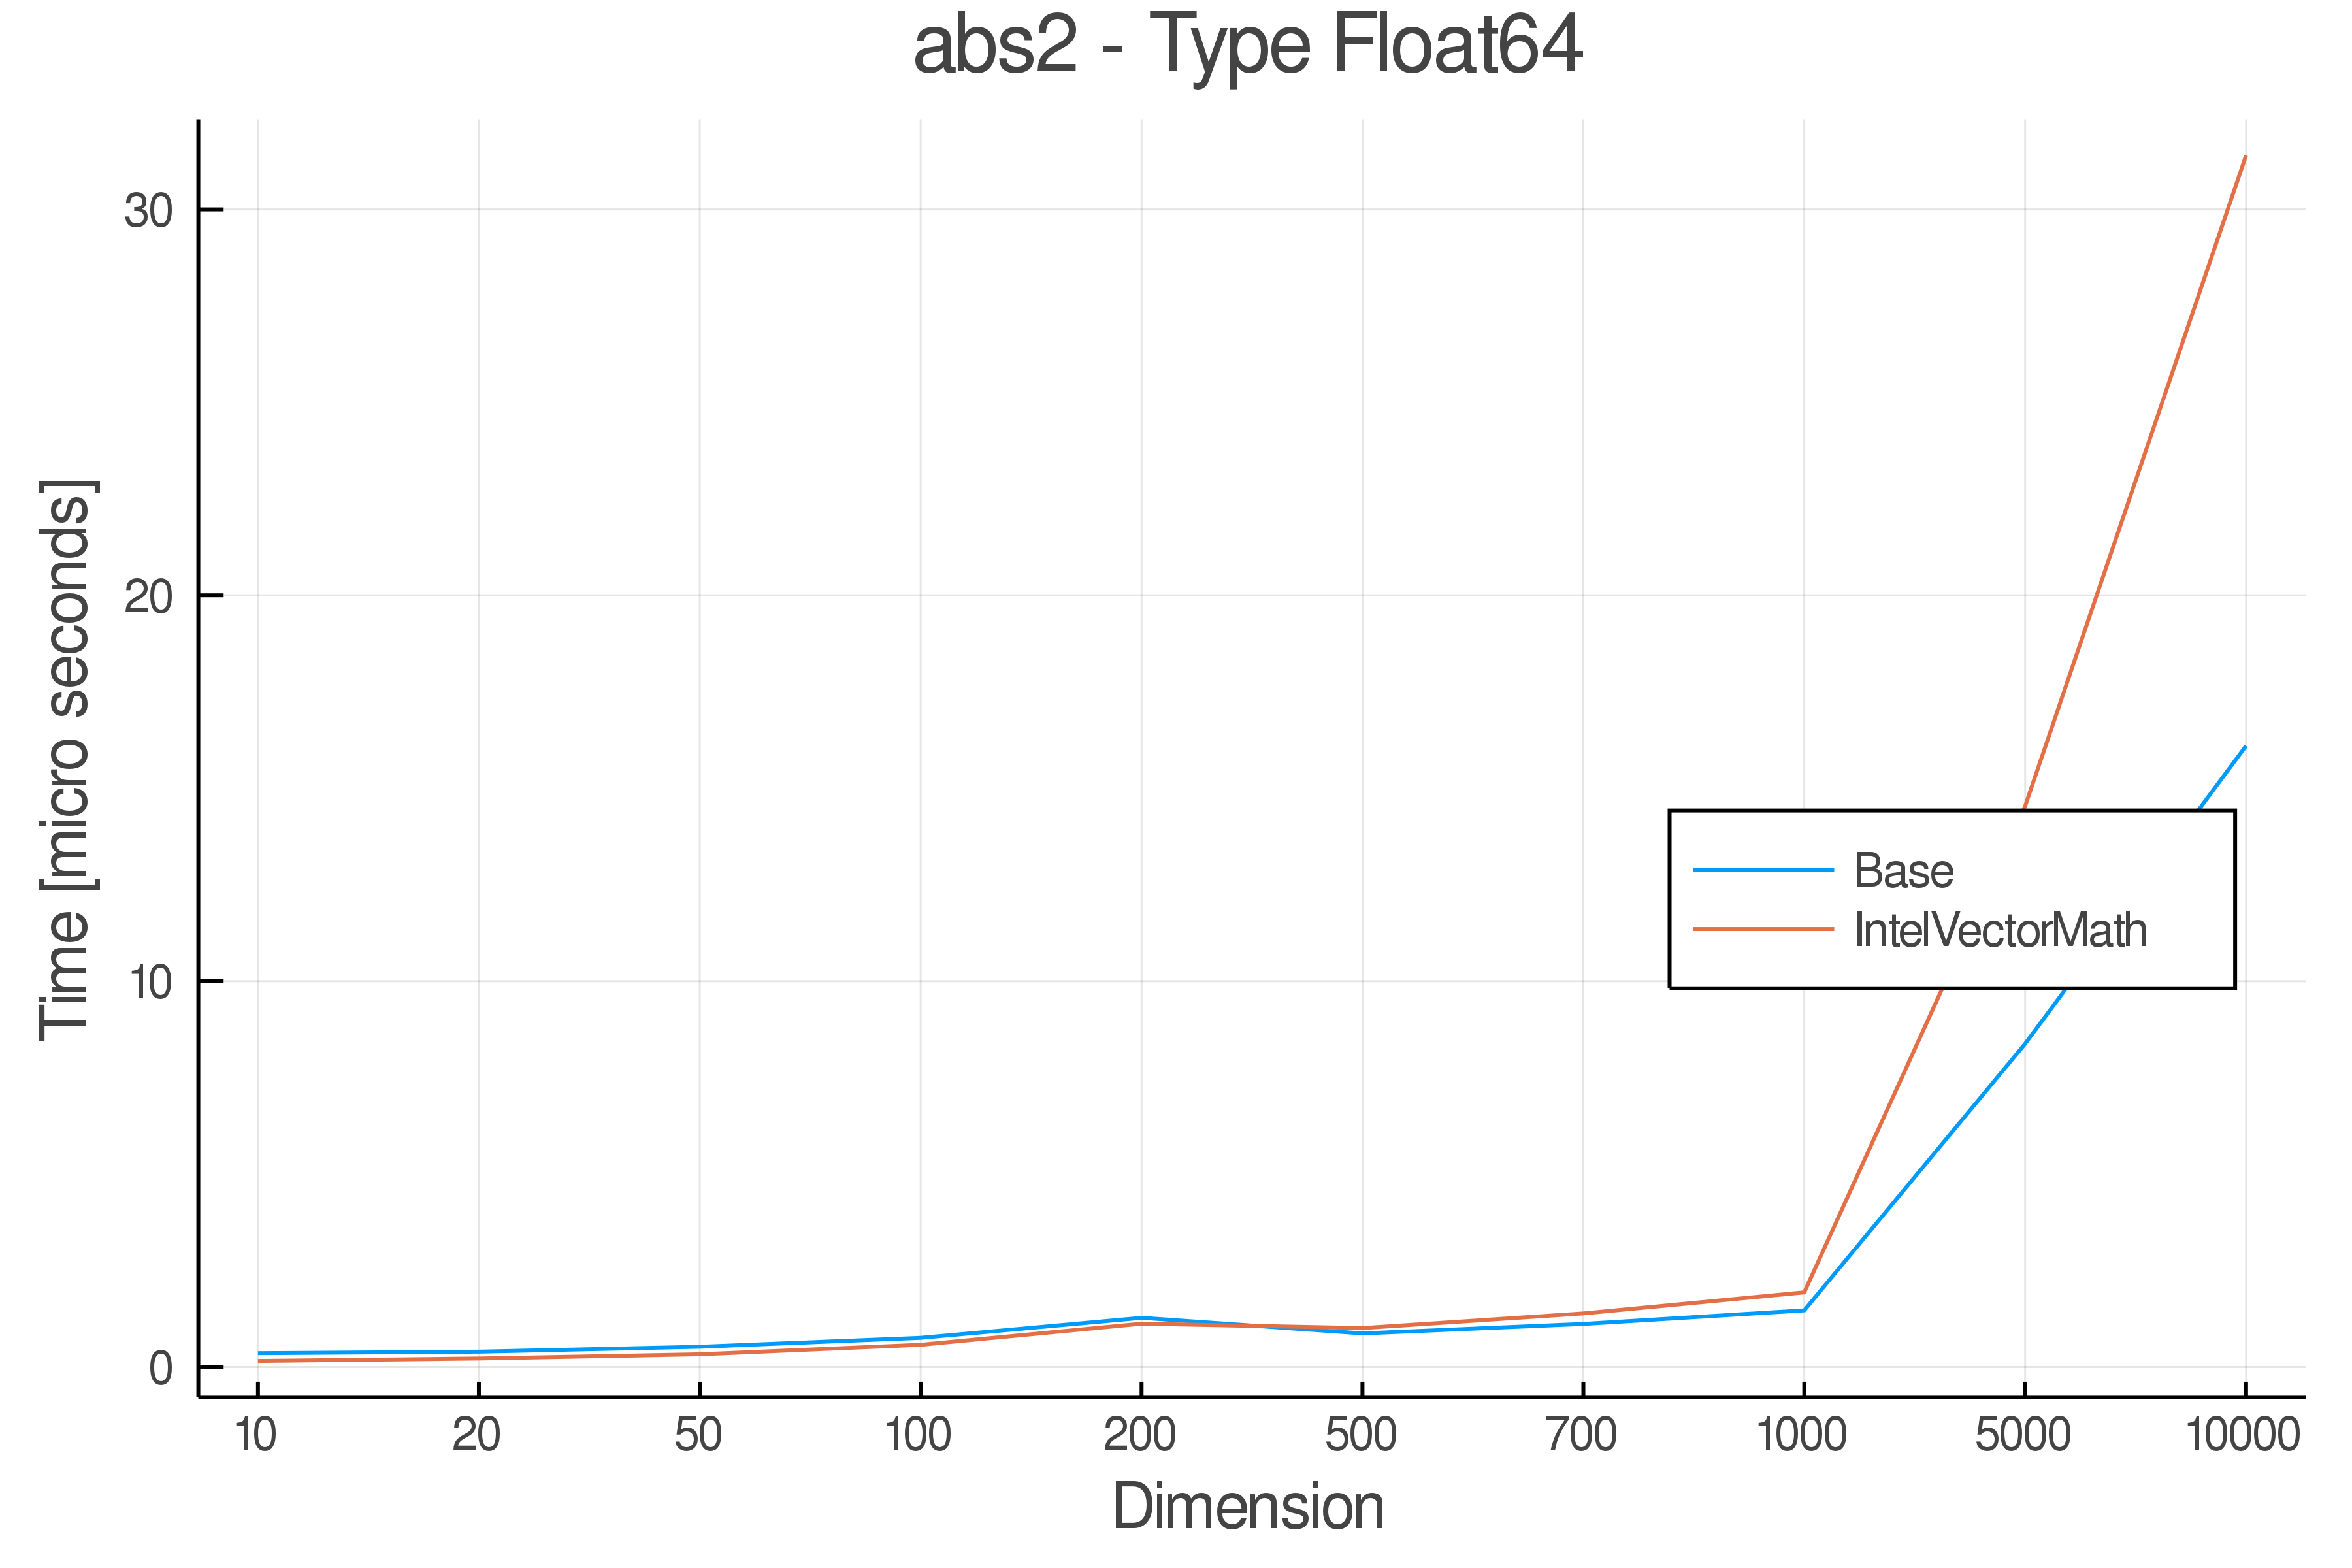 abs2 - Type Float64
Time [micro seconds]
30
20
10
0
10 20 50 100 200 500 700 1000 5000 10000
Dimension
Base
IntelVectorMath